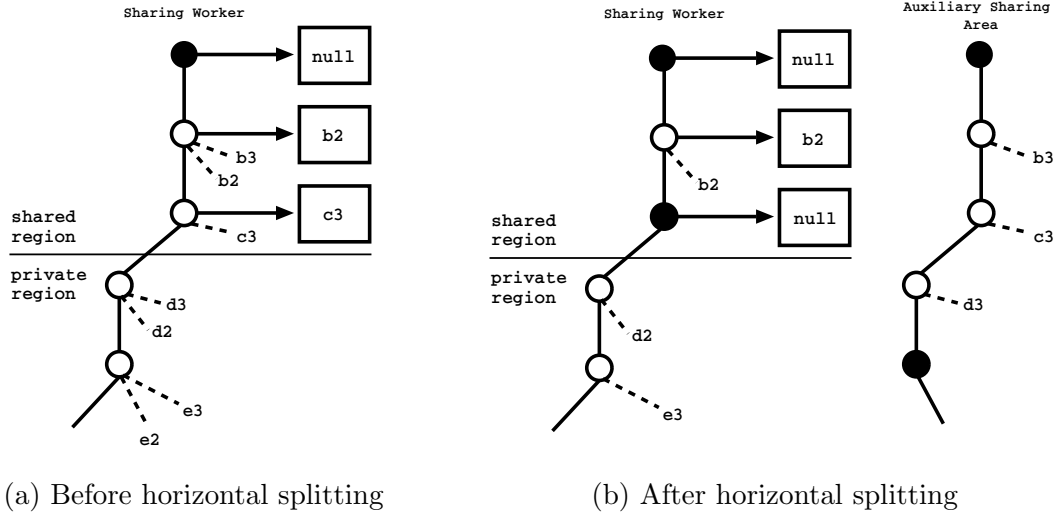 Sharing Worker
null
b2
b3
b2
c3
c3
shared
region
private
region
d3
d2
e3
e2
(a) Before horizontal splitting
Sharing Worker
null
b2
b2
null
shared
region
private
region
d2
e3
Auxiliary Sharing
Area
b3
c3
d3
(b) After horizontal splitting